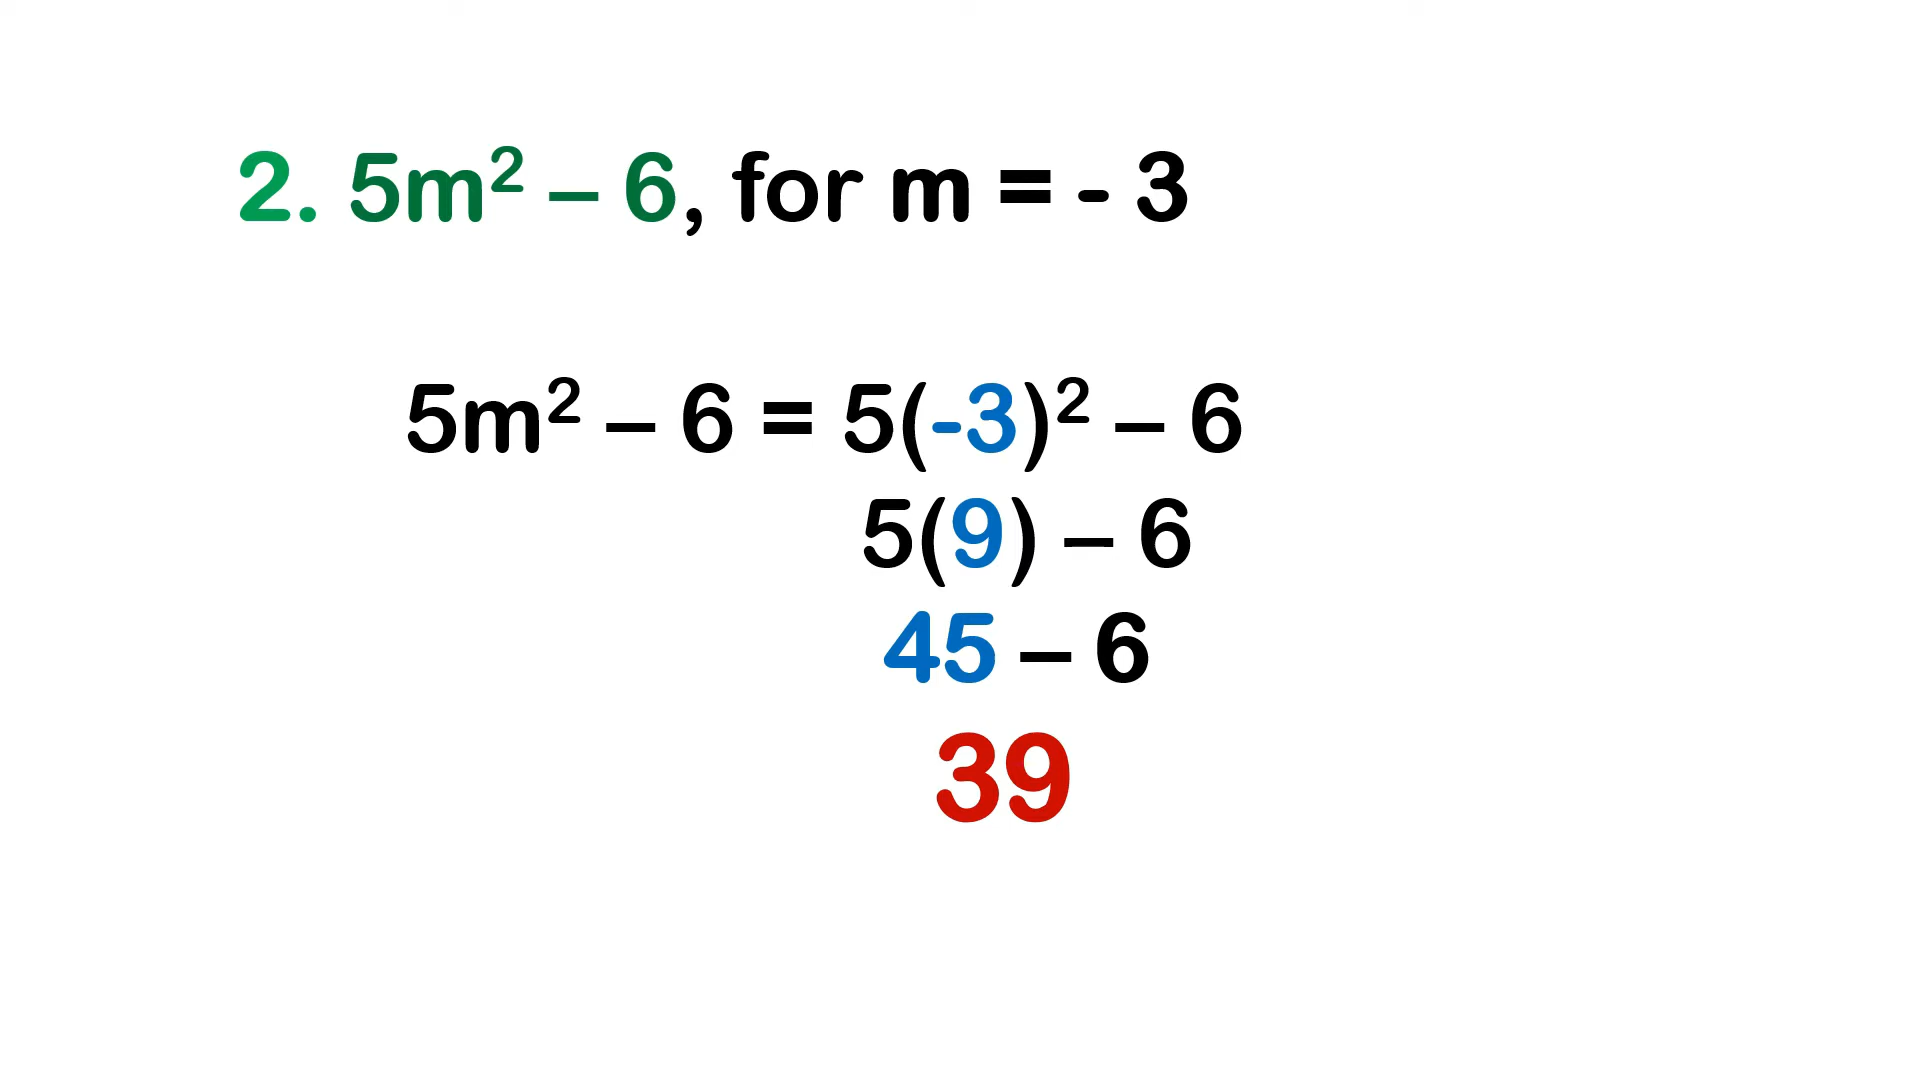 2. 5m² – 6, for m = - 3
5m² – 6 = 5(-3)² – 6
5(9) – 6
45 – 6
39